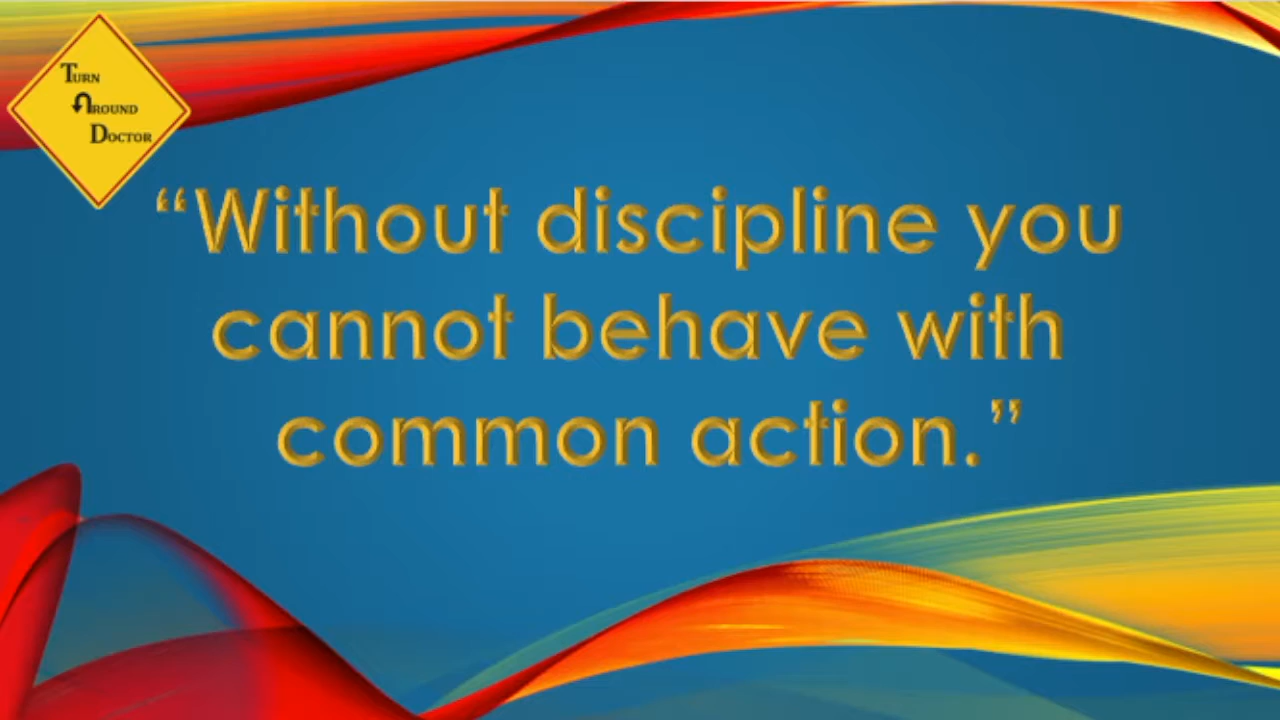 Turn
Around
Doctor
“Without discipline you
cannot behave with
common action.”